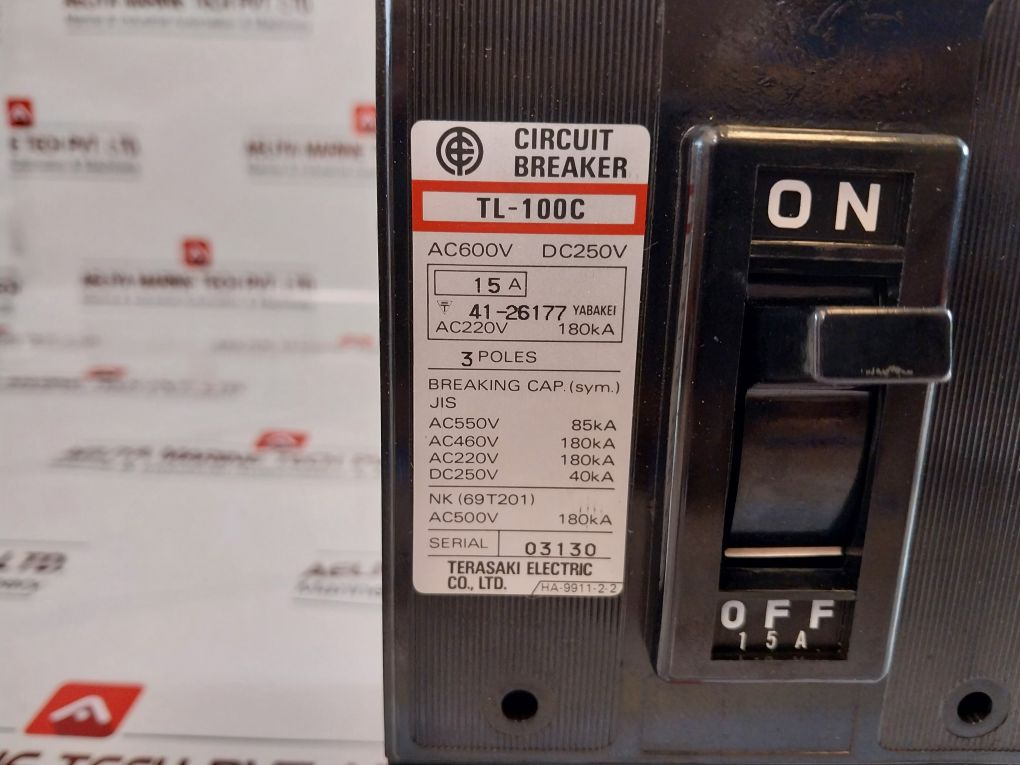 CIRCUIT
BREAKER
TL-100C
AC600V DC250V
15 A
41-26177 YABAKEI
AC220V 180kA
3 POLES
BREAKING CAP.(sym.)
JIS
AC550V 85kA
AC460V 180kA
AC220V 180kA
DC250V 40kA
NK (69T201)
AC500V 180kA
SERIAL 03130
TERASAKI ELECTRIC
CO., LTD. HA-9911-2-2
ON
OFF
15A